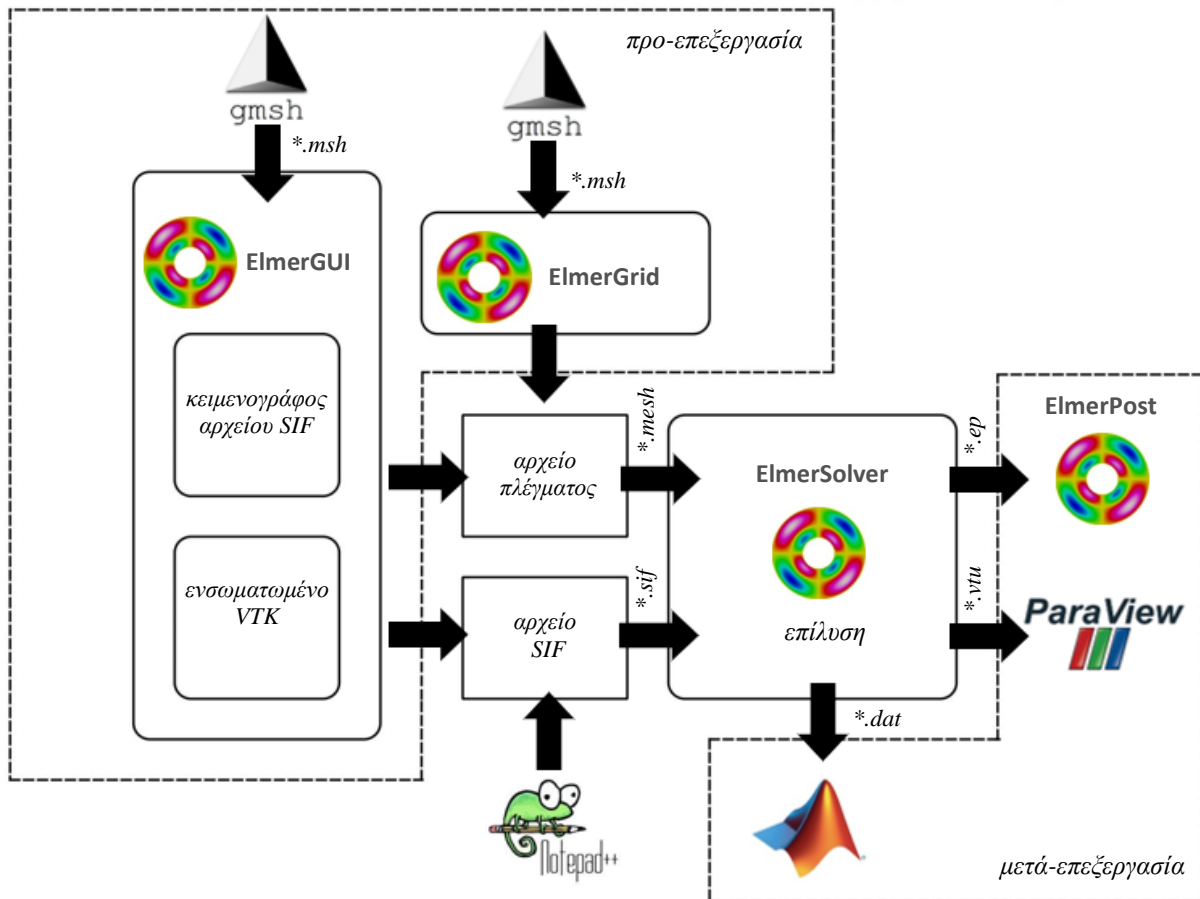 προ-επεξεργασία
gmsh
gmsh
*.msh
*.msh
ElmerGUI
ElmerGrid
κειμενογράφος
αρχείου SIF
ενσωματωμένο
VTK
αρχείο
πλέγματος
*.mesh
αρχείο
SIF
*.sif
ElmerSolver
επίλυση
*.ep
*.vtu
*.dat
ElmerPost
ParaView
Notepad++
μετά-επεξεργασία